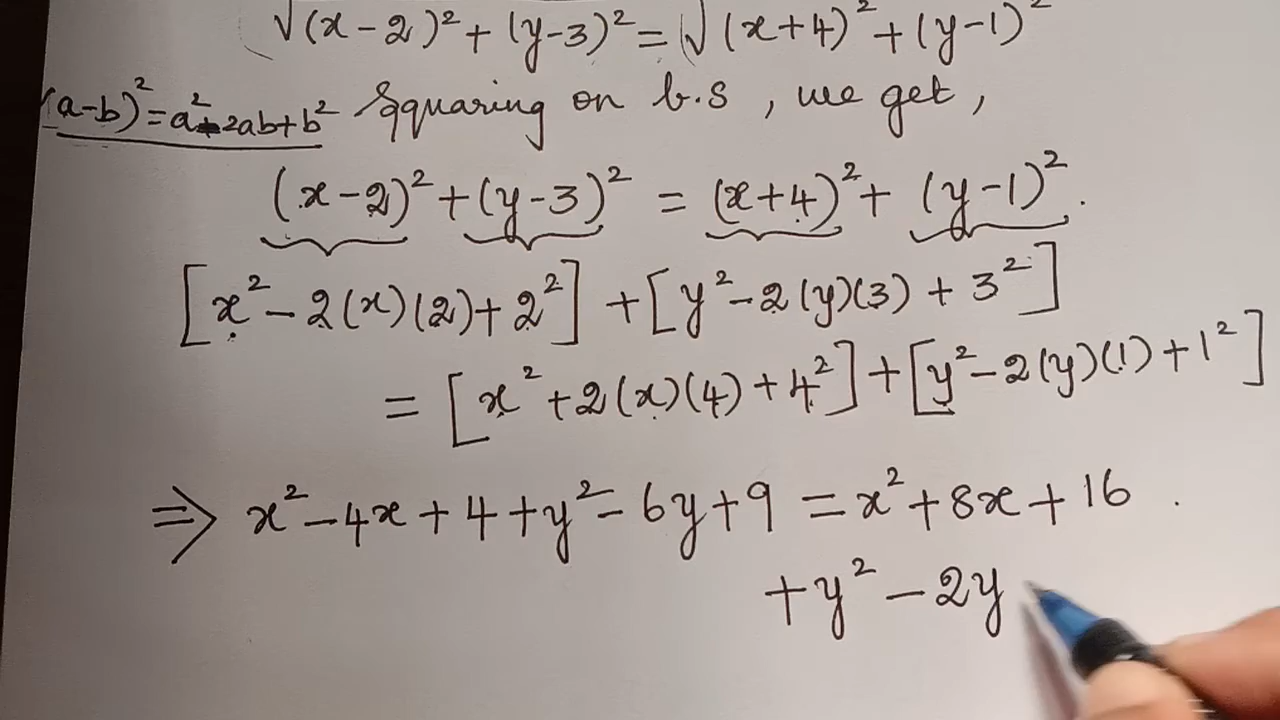 √(x-2)² + (y-3)² = √(x+4)² + (y-1)²
(a-b)² = a² - 2ab + b² Squaring on b.s, we get,
(x-2)² + (y-3)² = (x+4)² + (y-1)².
[x² - 2(x)(2) + 2²] + [y² - 2(y)(3) + 3²]
= [x² + 2(x)(4) + 4²] + [y² - 2(y)(1) + 1²]
⇒ x² - 4x + 4 + y² - 6y + 9 = x² + 8x + 16
+ y² - 2y